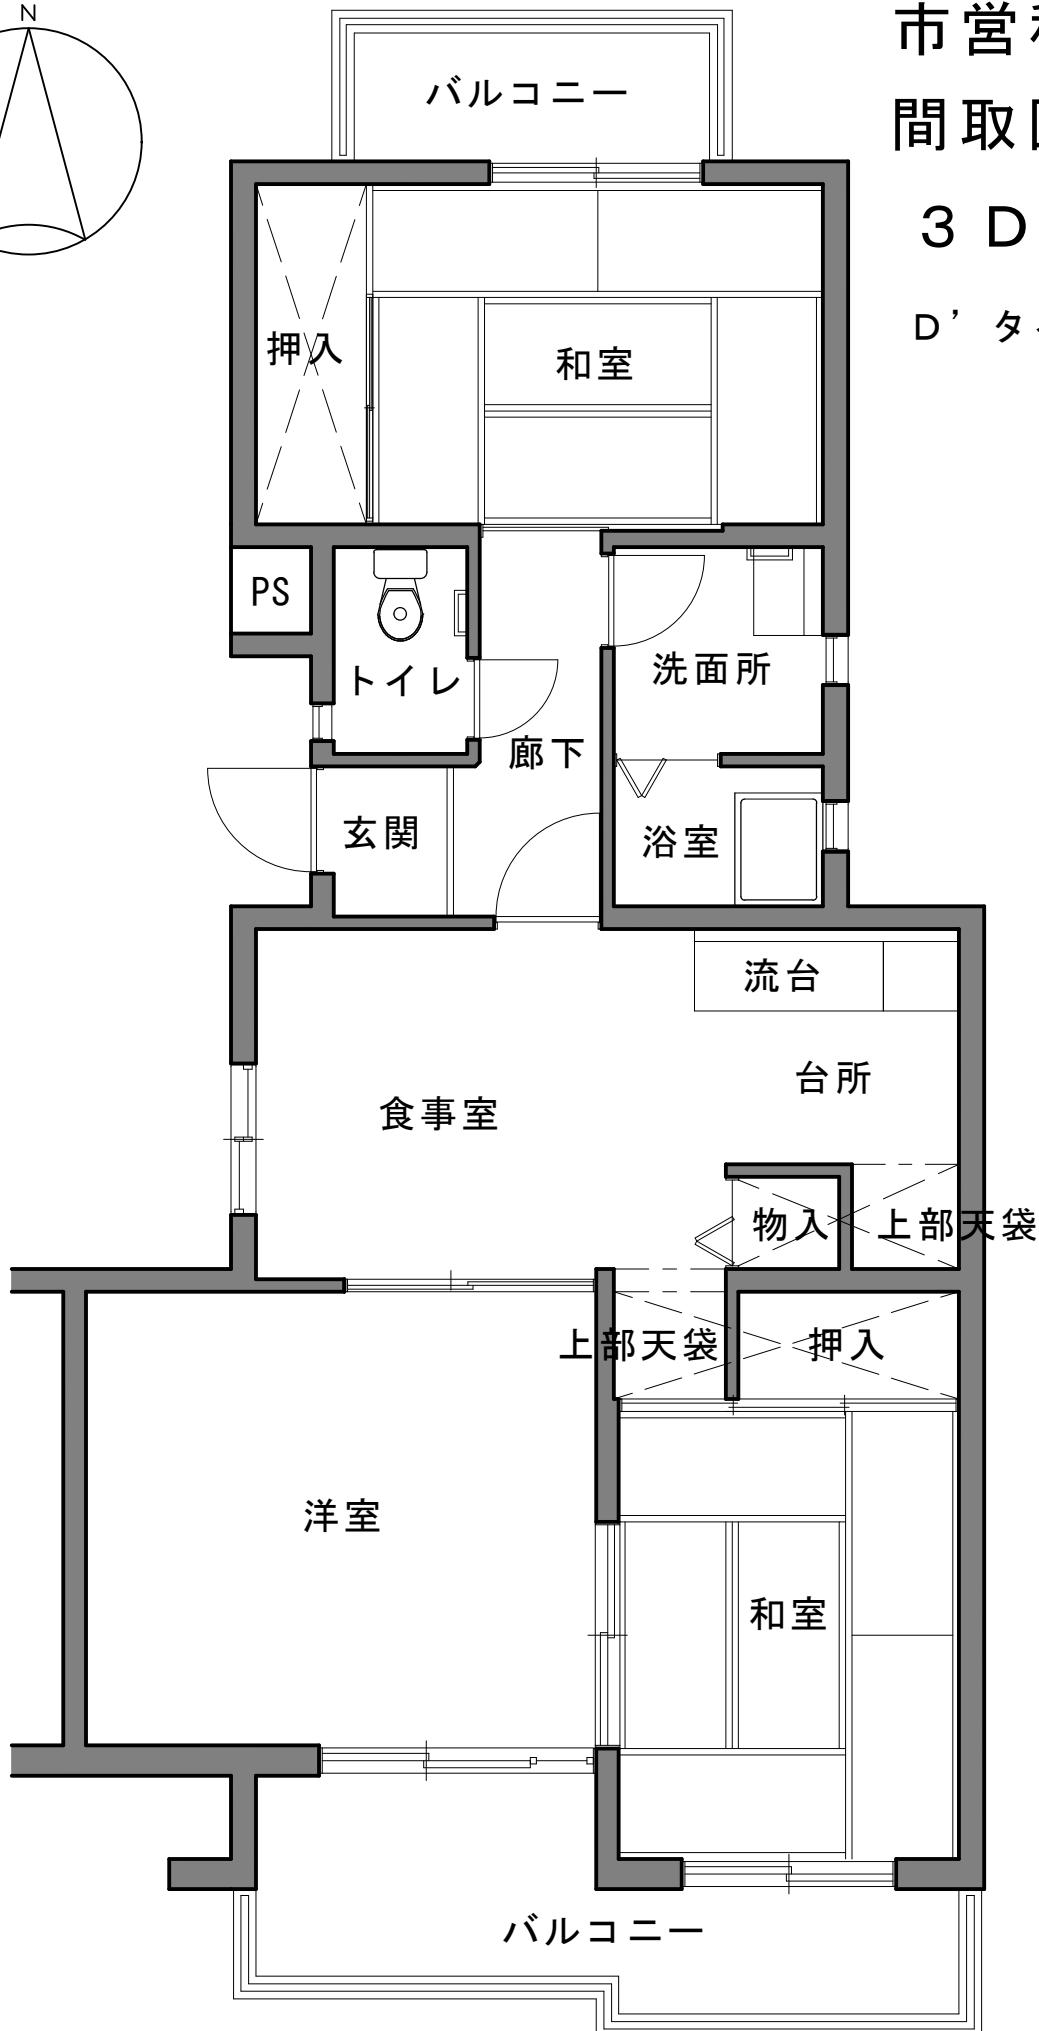 N
市営
間取
3D
D’タ
バルコニー
押入
和室
PS
トイレ
洗面所
廊下
玄関
浴室
流台
台所
食事室
物入
上部天袋
上部天袋
押入
洋室
和室
バルコニー